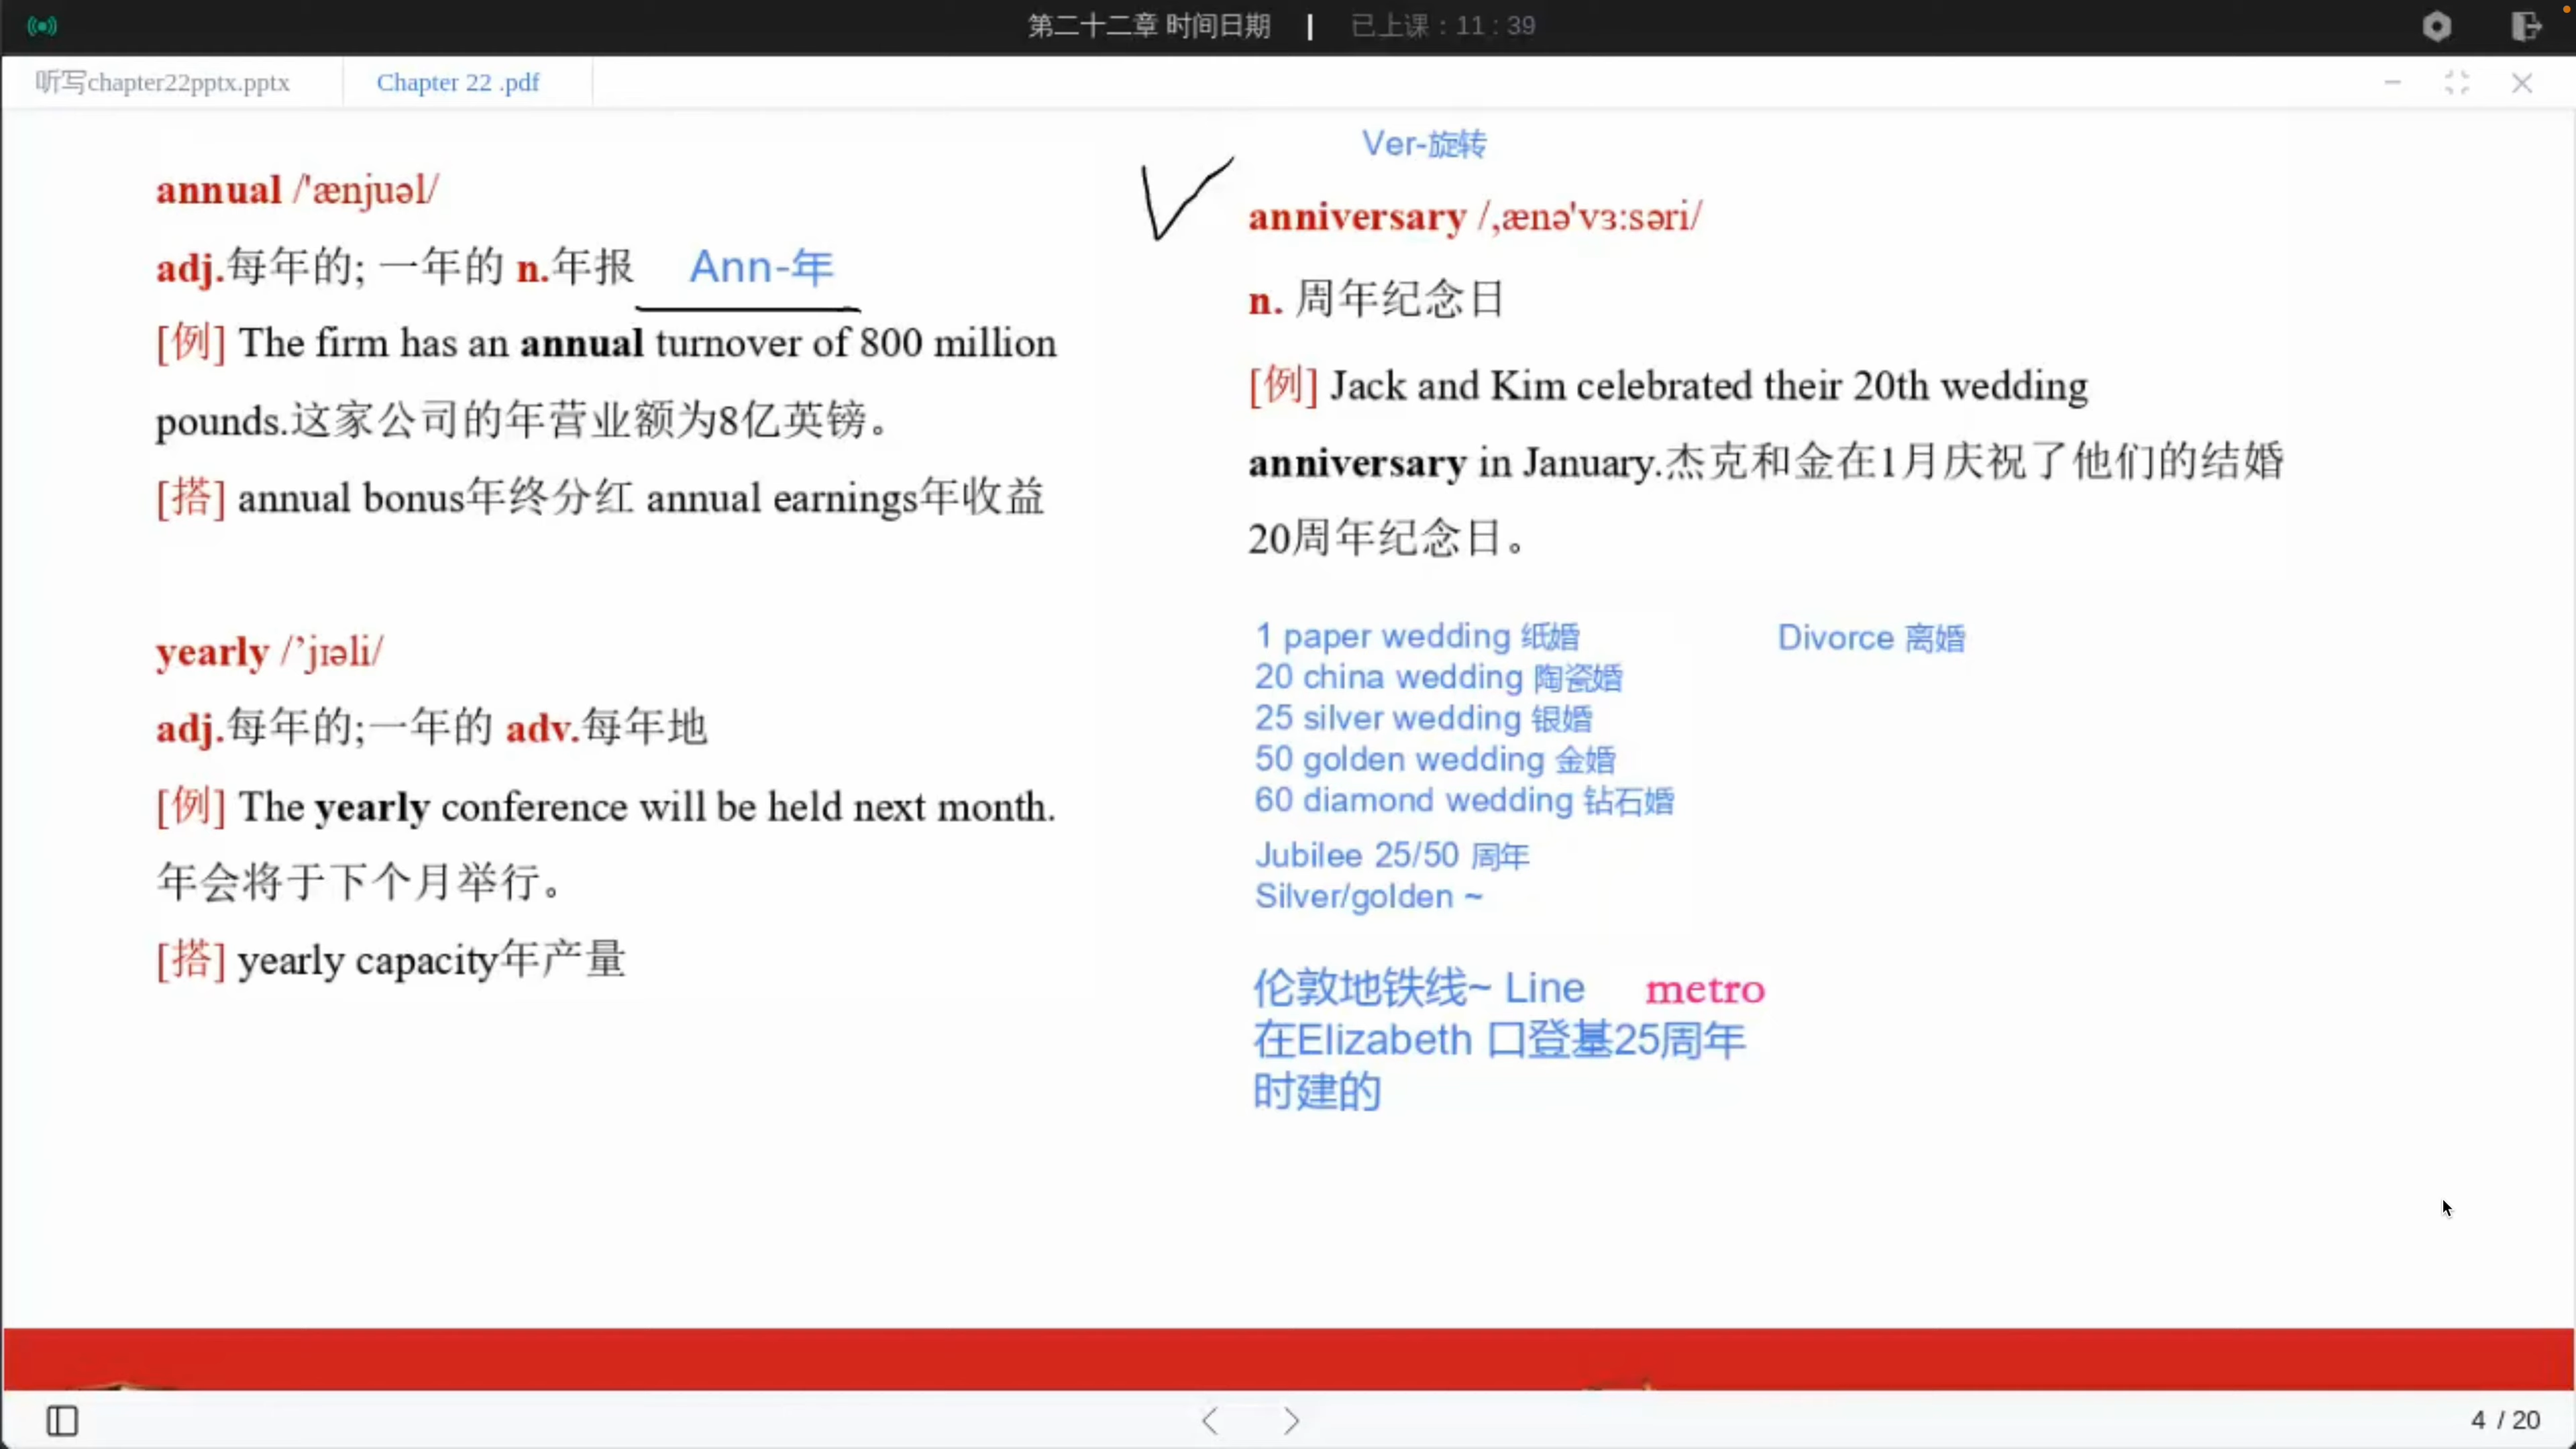 第二十二章 时间日期 | 已上课：11 : 39
听写chapter22pptx.pptx
Chapter 22 .pdf
annual /'ænjuəl/
adj.每年的; 一年的 n.年报
Ann-年
[例] The firm has an annual turnover of 800 million
pounds.这家公司的年营业额为8亿英镑。
[搭] annual bonus年终分红 annual earnings年收益
yearly /’jɪəli/
adj.每年的;一年的 adv.每年地
[例] The yearly conference will be held next month.
年会将于下个月举行。
[搭] yearly capacity年产量
Ver-旋转
anniversary /,ænə'vɜ:səri/
n. 周年纪念日
[例] Jack and Kim celebrated their 20th wedding
anniversary in January.杰克和金在1月庆祝了他们的结婚
20周年纪念日。
1 paper wedding 纸婚
20 china wedding 陶瓷婚
25 silver wedding 银婚
50 golden wedding 金婚
60 diamond wedding 钻石婚
Divorce 离婚
Jubilee 25/50 周年
Silver/golden ~
伦敦地铁线~ Line
metro
在Elizabeth 口登基25周年
时建的
4 / 20